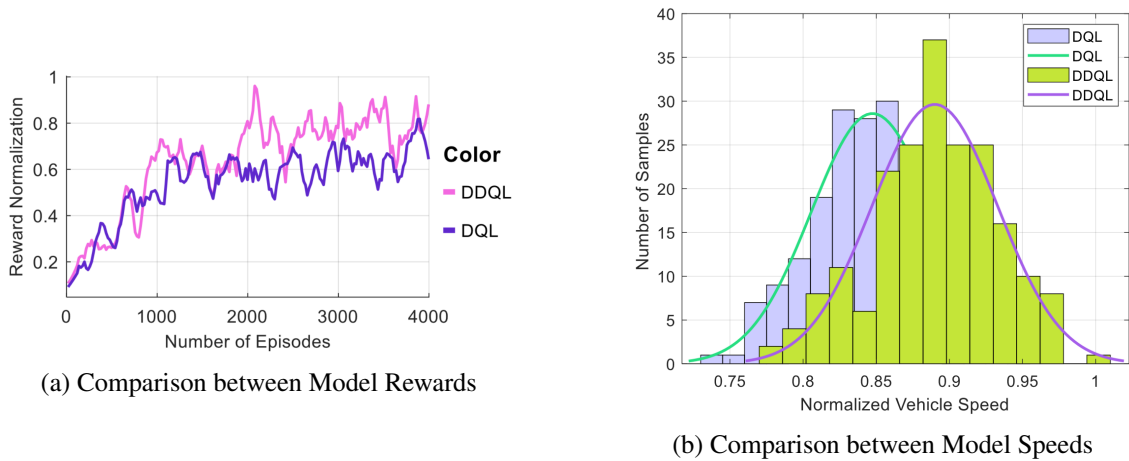 1
0.8
0.6
0.4
0.2
Reward Normalization
0
1000
2000
3000
4000
Number of Episodes
Color
DDQL
DQL
(a) Comparison between Model Rewards
40
35
30
25
20
15
10
5
0
Number of Samples
DQL
DQL
DDQL
DDQL
0.75
0.8
0.85
0.9
0.95
1
Normalized Vehicle Speed
(b) Comparison between Model Speeds